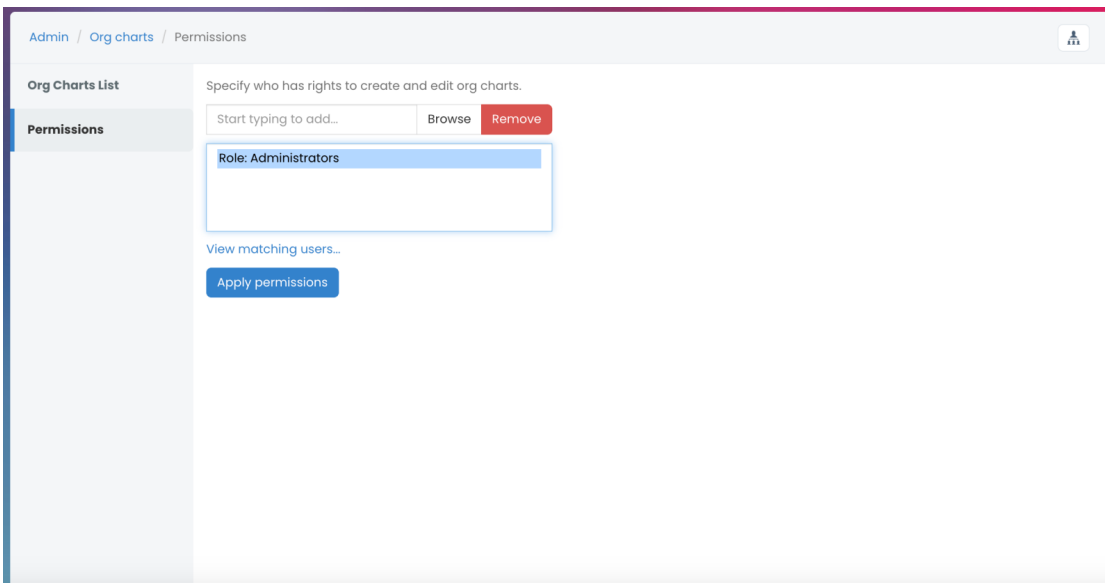 Admin / Org charts / Permissions
Org Charts List
Permissions
Specify who has rights to create and edit org charts.
Start typing to add...
Browse
Remove
Role: Administrators
View matching users...
Apply permissions